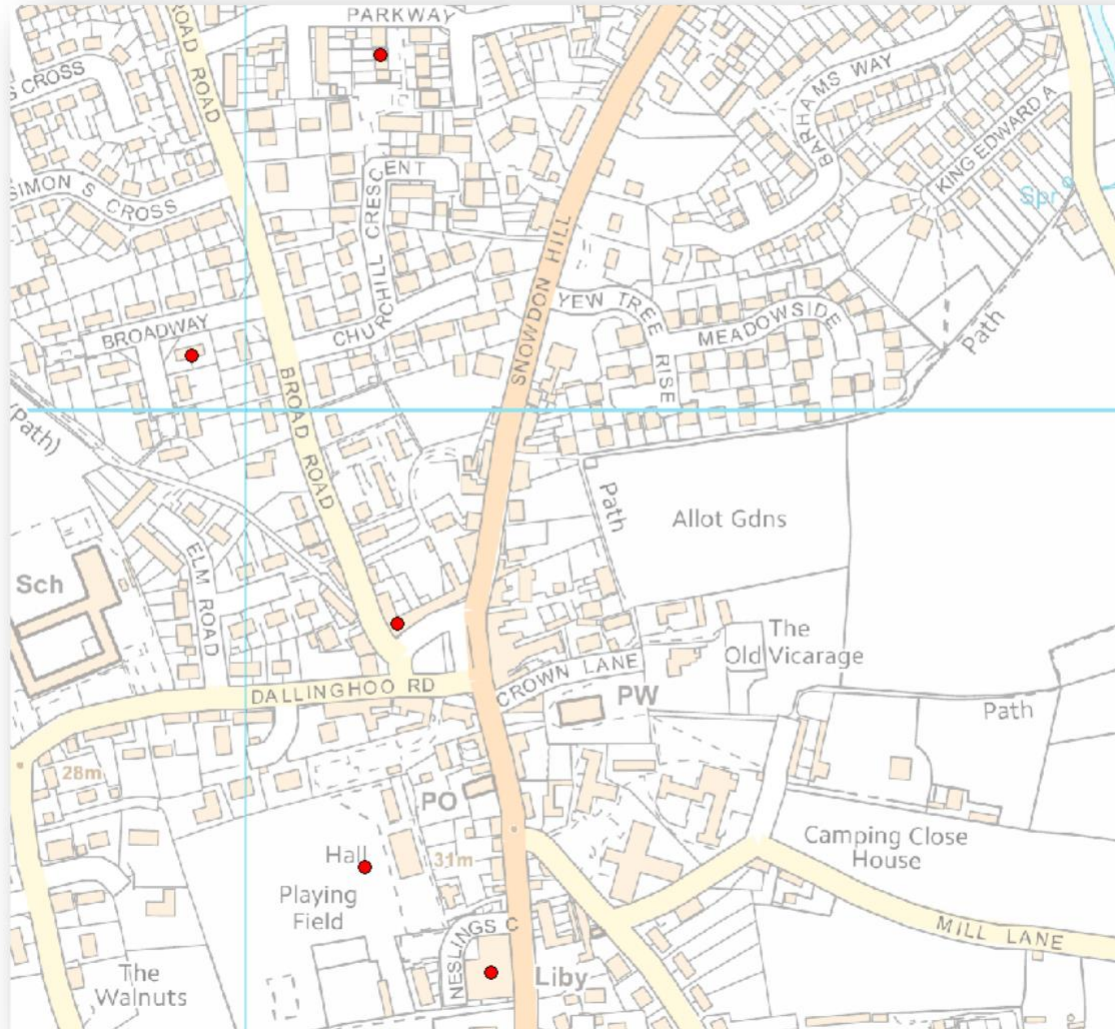 PARKWAY
ROAD ROAD
S CROSS
BARHAMS WAY
KING EDWARD A
Spr
CHURCHILL CRESCENT
SIMON S CROSS
SNOWDON HILL
YEW TREE RISE
MEADOWSIDE
Path
BROADWAY
CHURCHILL
BROAD ROAD
(Path)
Path
Allot Gdns
ELM ROAD
Sch
The
Old Vicarage
CROWN LANE
DALLINGHOO RD
PW
Path
28m
PO
31m
Hall
Camping Close
House
Playing
Field
NESLINGS C
MILL LANE
The
Walnuts
Liby